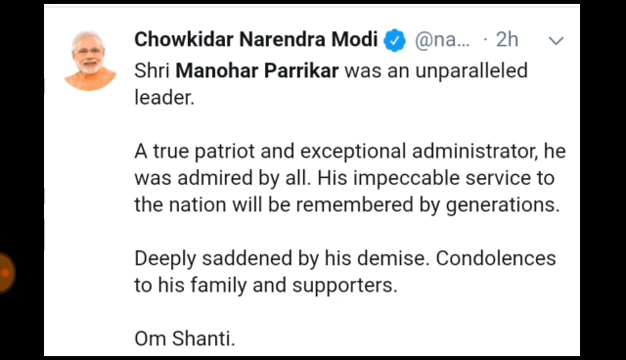 Chowkidar Narendra Modi @na... · 2h
Shri Manohar Parrikar was an unparalleled
leader.
A true patriot and exceptional administrator, he
was admired by all. His impeccable service to
the nation will be remembered by generations.
Deeply saddened by his demise. Condolences
to his family and supporters.
Om Shanti.